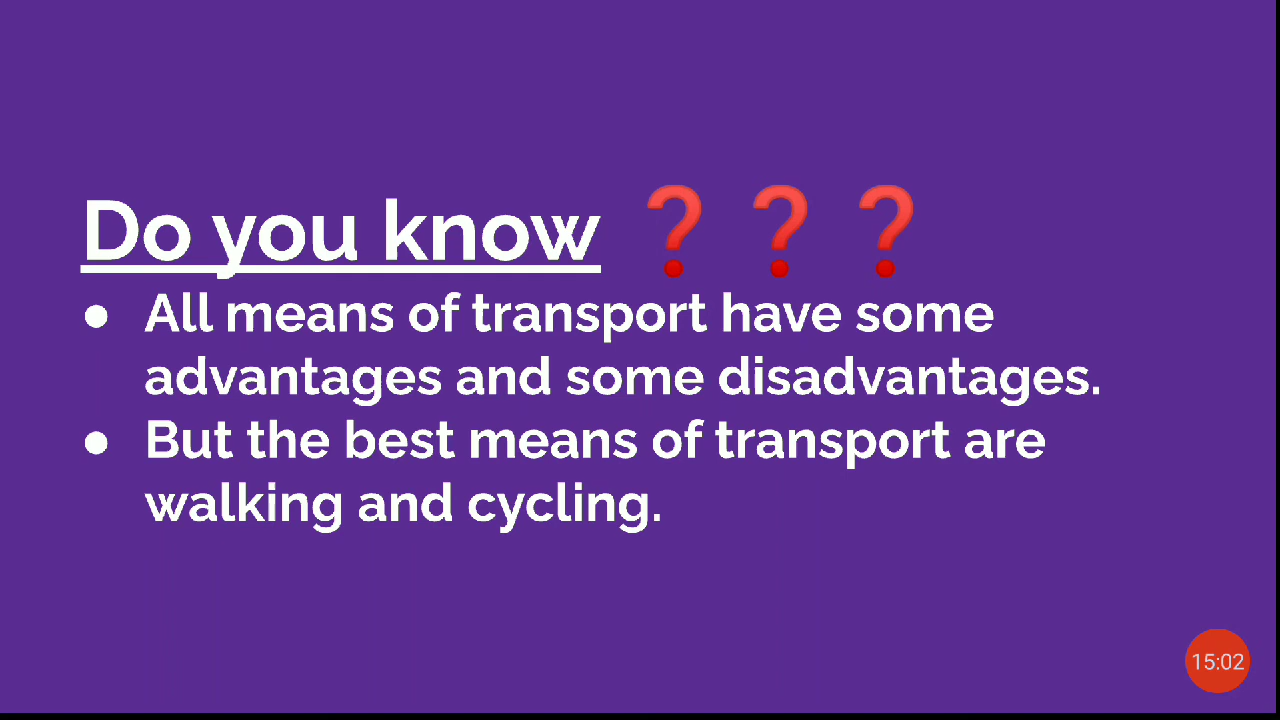 Do you know ❓ ❓ ❓
● All means of transport have some
advantages and some disadvantages.
● But the best means of transport are
walking and cycling.
15:02